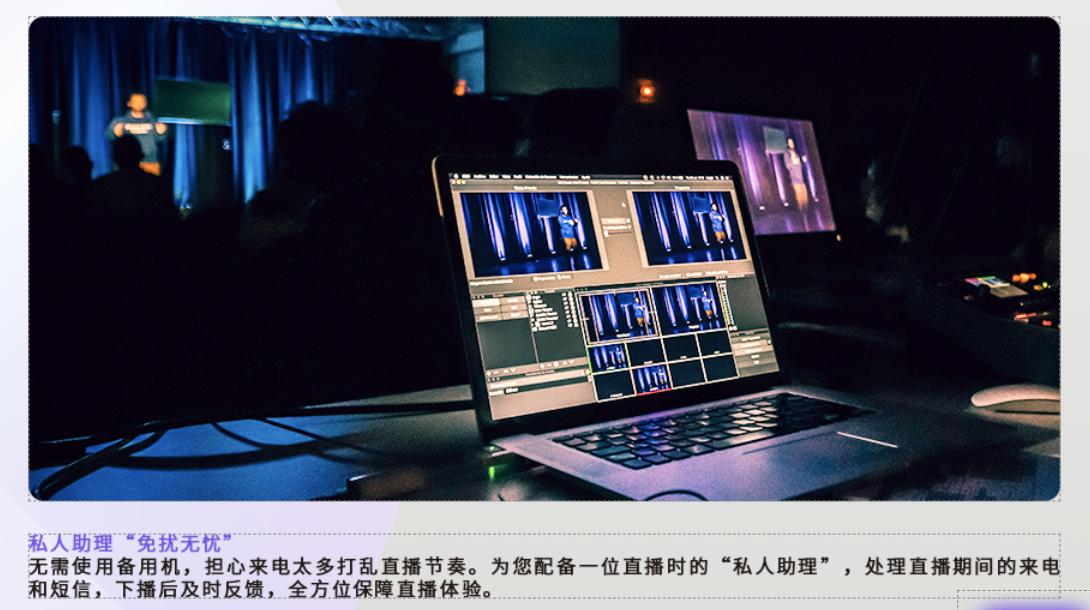 私人助理“免扰无忧”
无需使用备用机，担心来电太多打乱直播节奏。为您配备一位直播时的“私人助理”，处理直播期间的来电
和短信，下播后及时反馈，全方位保障直播体验。